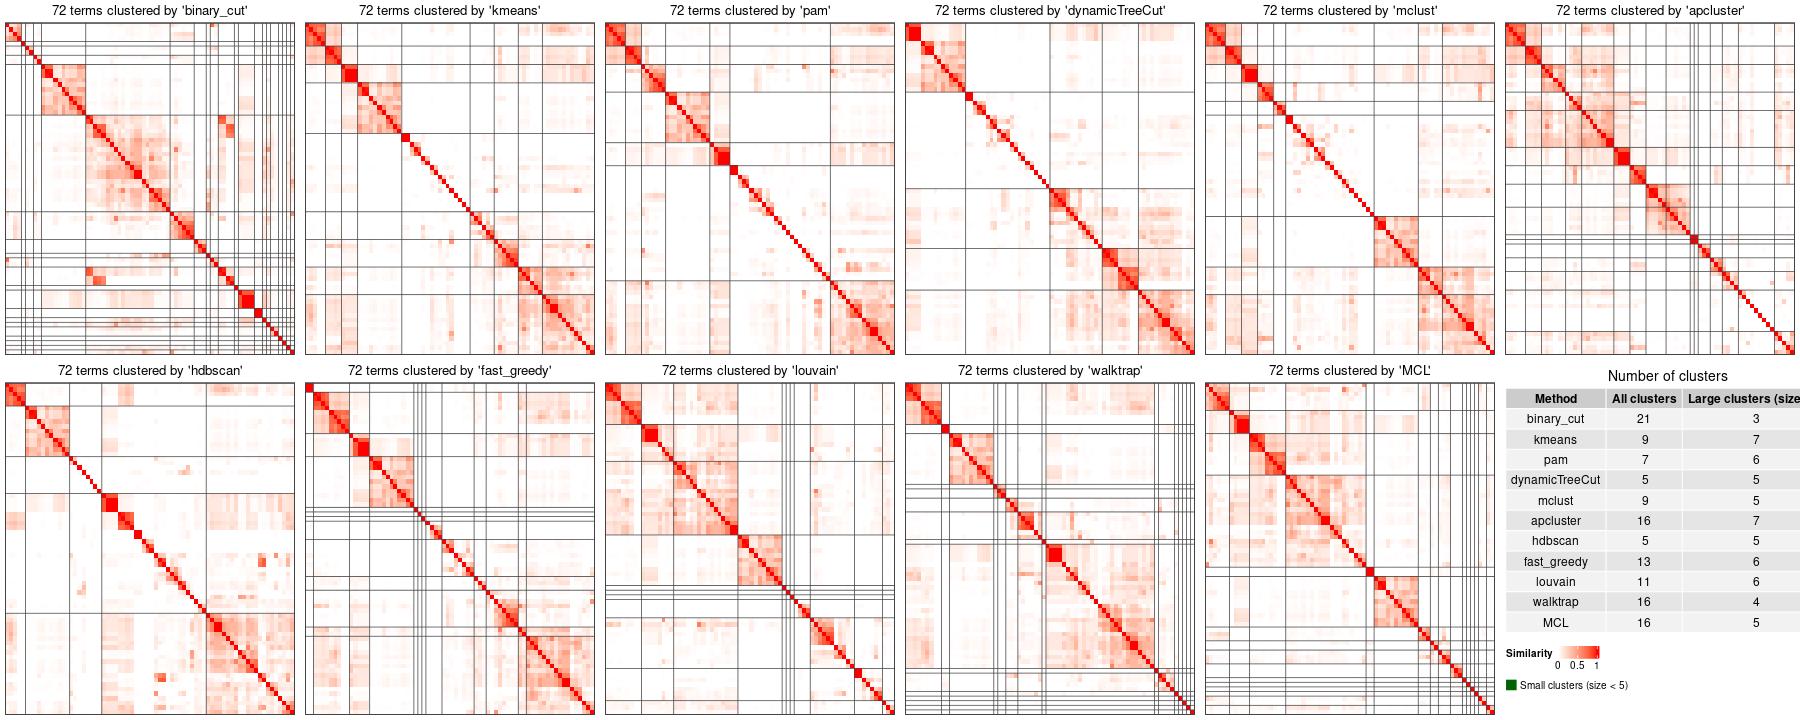 72 terms clustered by 'binary_cut'
72 terms clustered by 'kmeans'
72 terms clustered by 'pam'
72 terms clustered by 'dynamicTreeCut'
72 terms clustered by 'mclust'
72 terms clustered by 'apcluster'
72 terms clustered by 'hdbscan'
72 terms clustered by 'fast_greedy'
72 terms clustered by 'louvain'
72 terms clustered by 'walktrap'
72 terms clustered by 'MCL'
Number of clusters
Method All clusters Large clusters (size
binary_cut 21 3
kmeans 9 7
pam 7 6
dynamicTreeCut 5 5
mclust 9 5
apcluster 16 7
hdbscan 5 5
fast_greedy 13 6
louvain 11 6
walktrap 16 4
MCL 16 5
Similarity
0 0.5 1
Small clusters (size < 5)